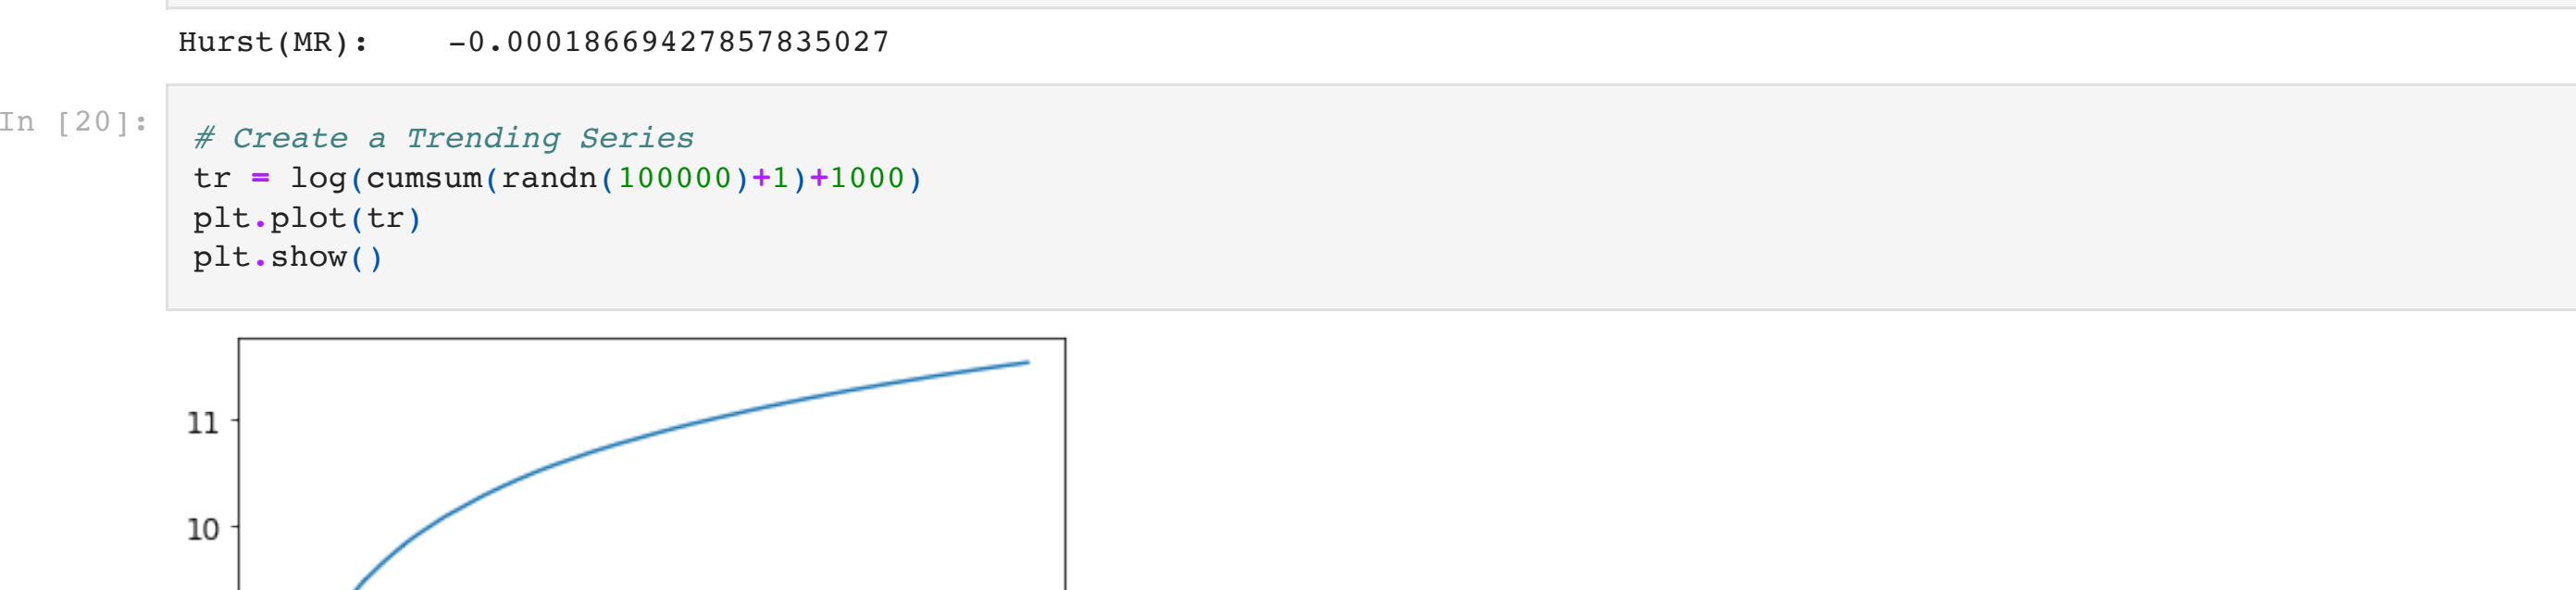 Hurst(MR):    -0.00018669427857835027
In [20]:
# Create a Trending Series
tr = log(cumsum(randn(100000)+1)+1000)
plt.plot(tr)
plt.show()
11
10